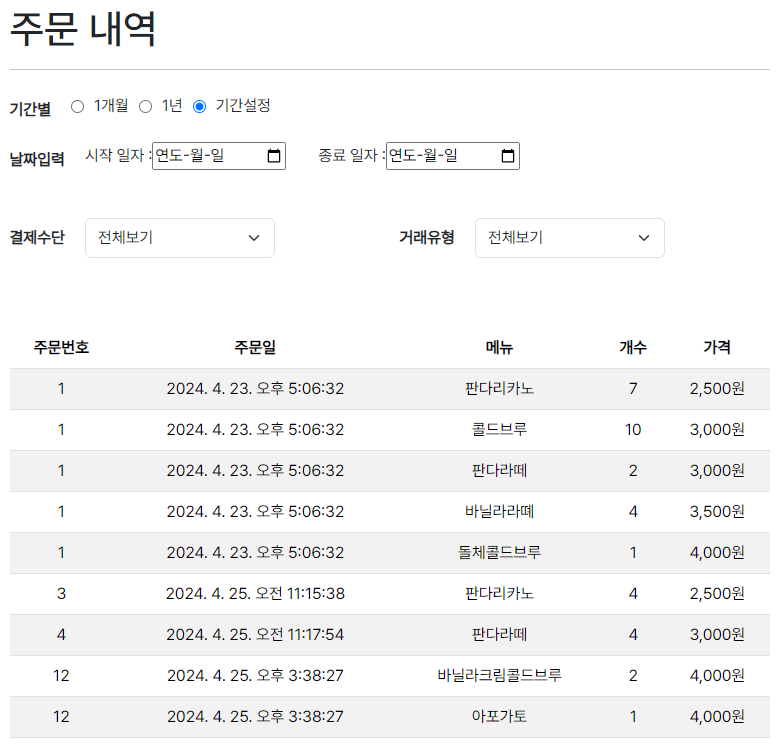 주문 내역
기간별 1개월 1년 기간설정
날짜입력 시작 일자 : 연도-월-일 종료 일자 : 연도-월-일
결제수단 전체보기 거래유형 전체보기
주문번호 주문일 메뉴 개수 가격
1 2024. 4. 23. 오후 5:06:32 판다리카노 7 2,500원
1 2024. 4. 23. 오후 5:06:32 콜드브루 10 3,000원
1 2024. 4. 23. 오후 5:06:32 판다라떼 2 3,000원
1 2024. 4. 23. 오후 5:06:32 바닐라라떼 4 3,500원
1 2024. 4. 23. 오후 5:06:32 돌체콜드브루 1 4,000원
3 2024. 4. 25. 오전 11:15:38 판다리카노 4 2,500원
4 2024. 4. 25. 오전 11:17:54 판다라떼 4 3,000원
12 2024. 4. 25. 오후 3:38:27 바닐라크림콜드브루 2 4,000원
12 2024. 4. 25. 오후 3:38:27 아포가토 1 4,000원